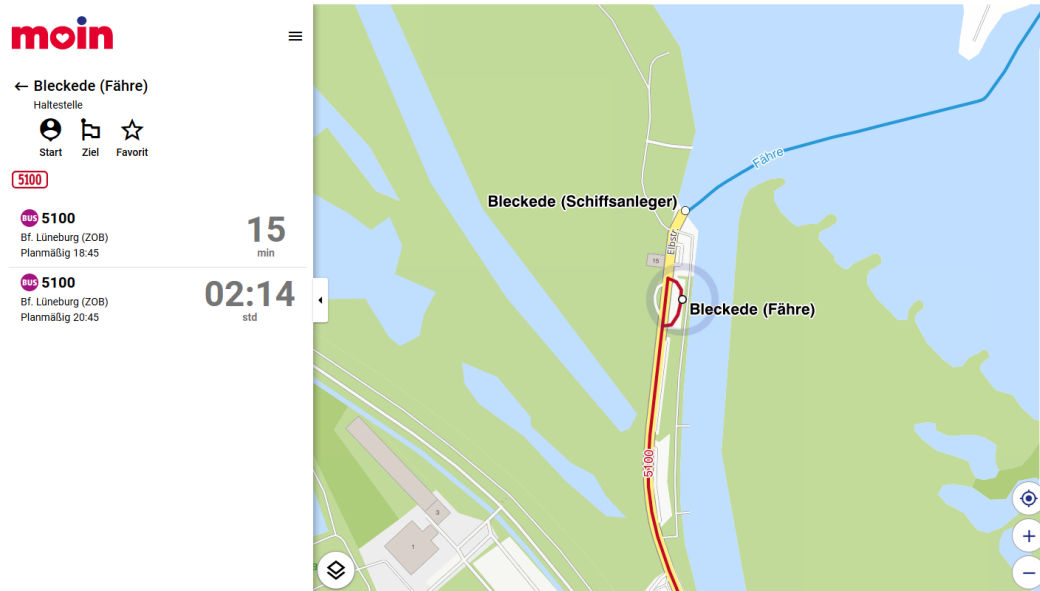 moin
Bleckede (Fähre)
Haltestelle
Start Ziel Favorit
5100
BUS 5100
Bf. Lüneburg (ZOB)
Planmäßig 18:45
15
min
BUS 5100
Bf. Lüneburg (ZOB)
Planmäßig 20:45
02:14
std
Fähre
Bleckede (Schiffsanleger)
Elbstr.
15
Bleckede (Fähre)
5100
3
1